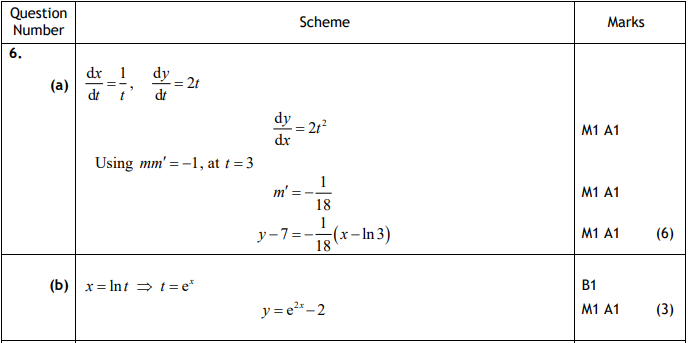 Question Number Scheme Marks
6.
(a) dx/dt = 1/t, dy/dt = 2t
dy/dx = 2t² M1 A1
Using mm′ = −1, at t = 3
m′ = −1/18 M1 A1
y − 7 = −1/18 (x − ln 3) M1 A1 (6)
(b) x = ln t ⇒ t = eˣ B1
y = e²ˣ − 2 M1 A1 (3)